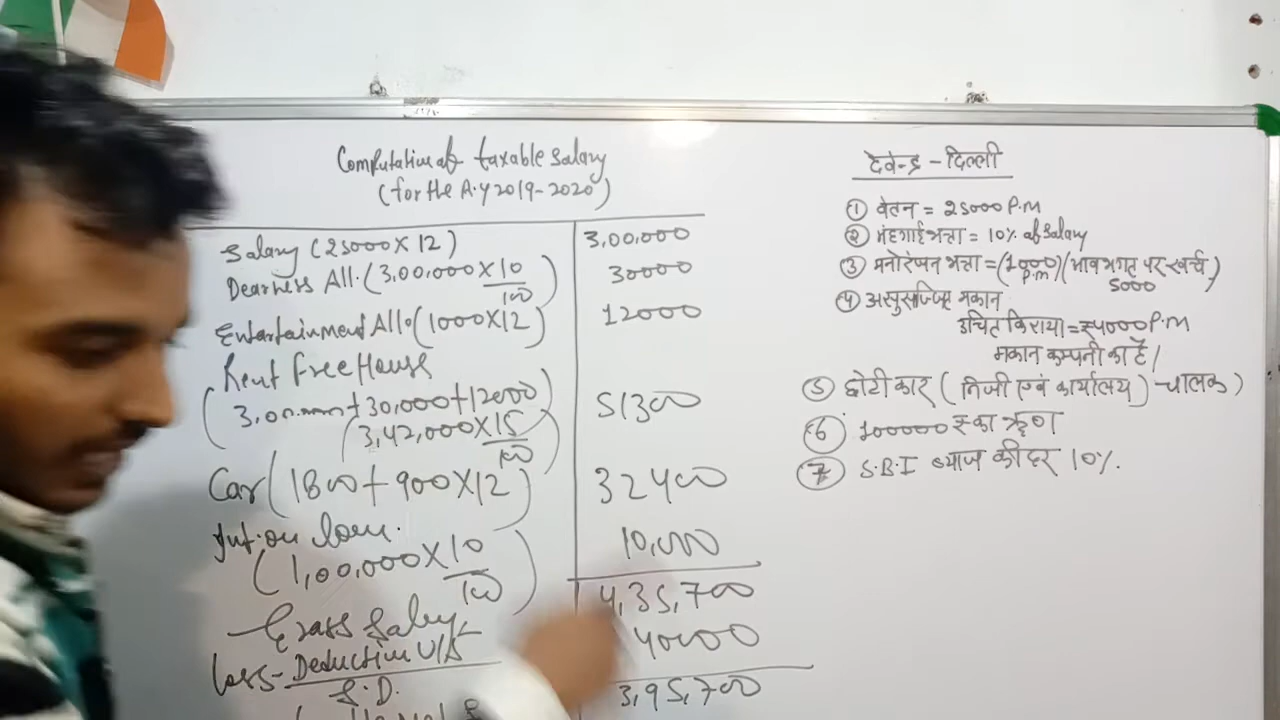 Computation of taxable Salary
(for the A.Y 2019-2020)
Salary (25000 X 12) 3,00,000
Dearness All. (3,00,000 X 10/100) 30000
Entertainment Allo (1000 X 12) 12000
Rent Free House
(3,00,000 + 30,000 + 12000)
(3,42,000 X 15/100) 51300
Car (1800 + 900 X 12) 32400
Int. on loan.
(1,00,000 X 10/100) 10,000
Gross Salary 4,35,700
Less- Deduction U/S 40000
S.D. 3,95,700
देवेन्द्र - दिल्ली
① वेतन = 25000 P.M
② मंहगाई भत्ता = 10% of Salary
③ मनोरंजन भत्ता = (1000 P.M) (आवभगत पर खर्च 5000)
④ असुसज्जित मकान
उचित किराया = ₹4000 P.M
मकान कम्पनी का है।
⑤ छोटी कार (निजी एवं कार्यालय) - चालक)
⑥ 100000 ₹ का ऋण
⑦ S.B.I ब्याज की दर 10%.